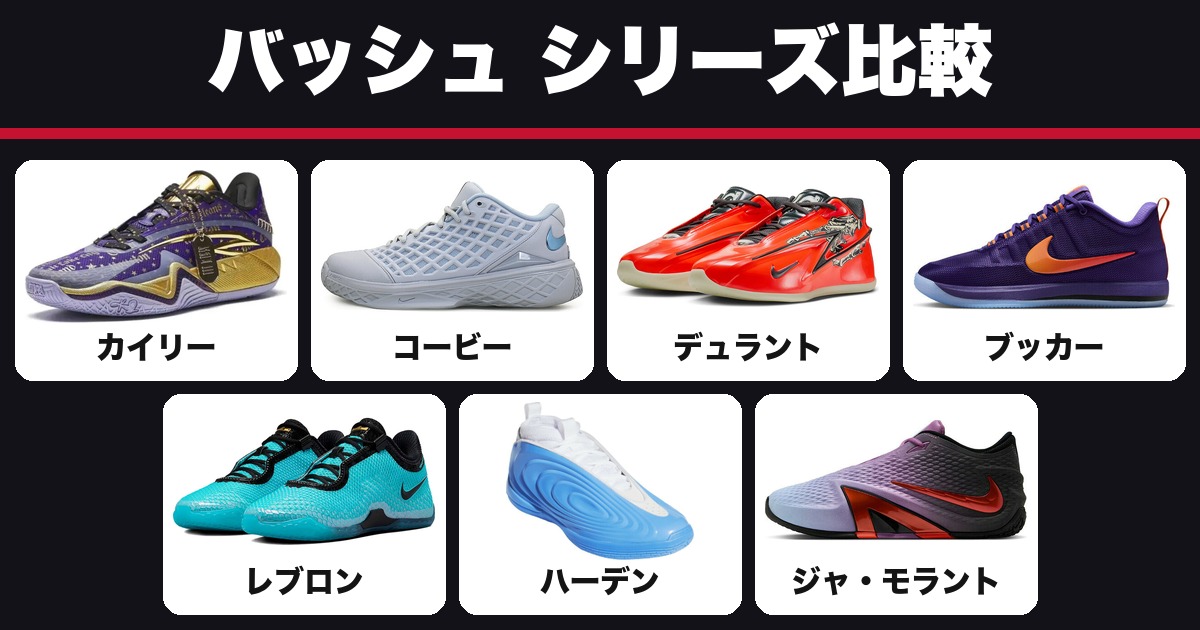 バッシュ シリーズ比較
カイリー
コービー
デュラント
ブッカー
レブロン
ハーデン
ジャ・モラント